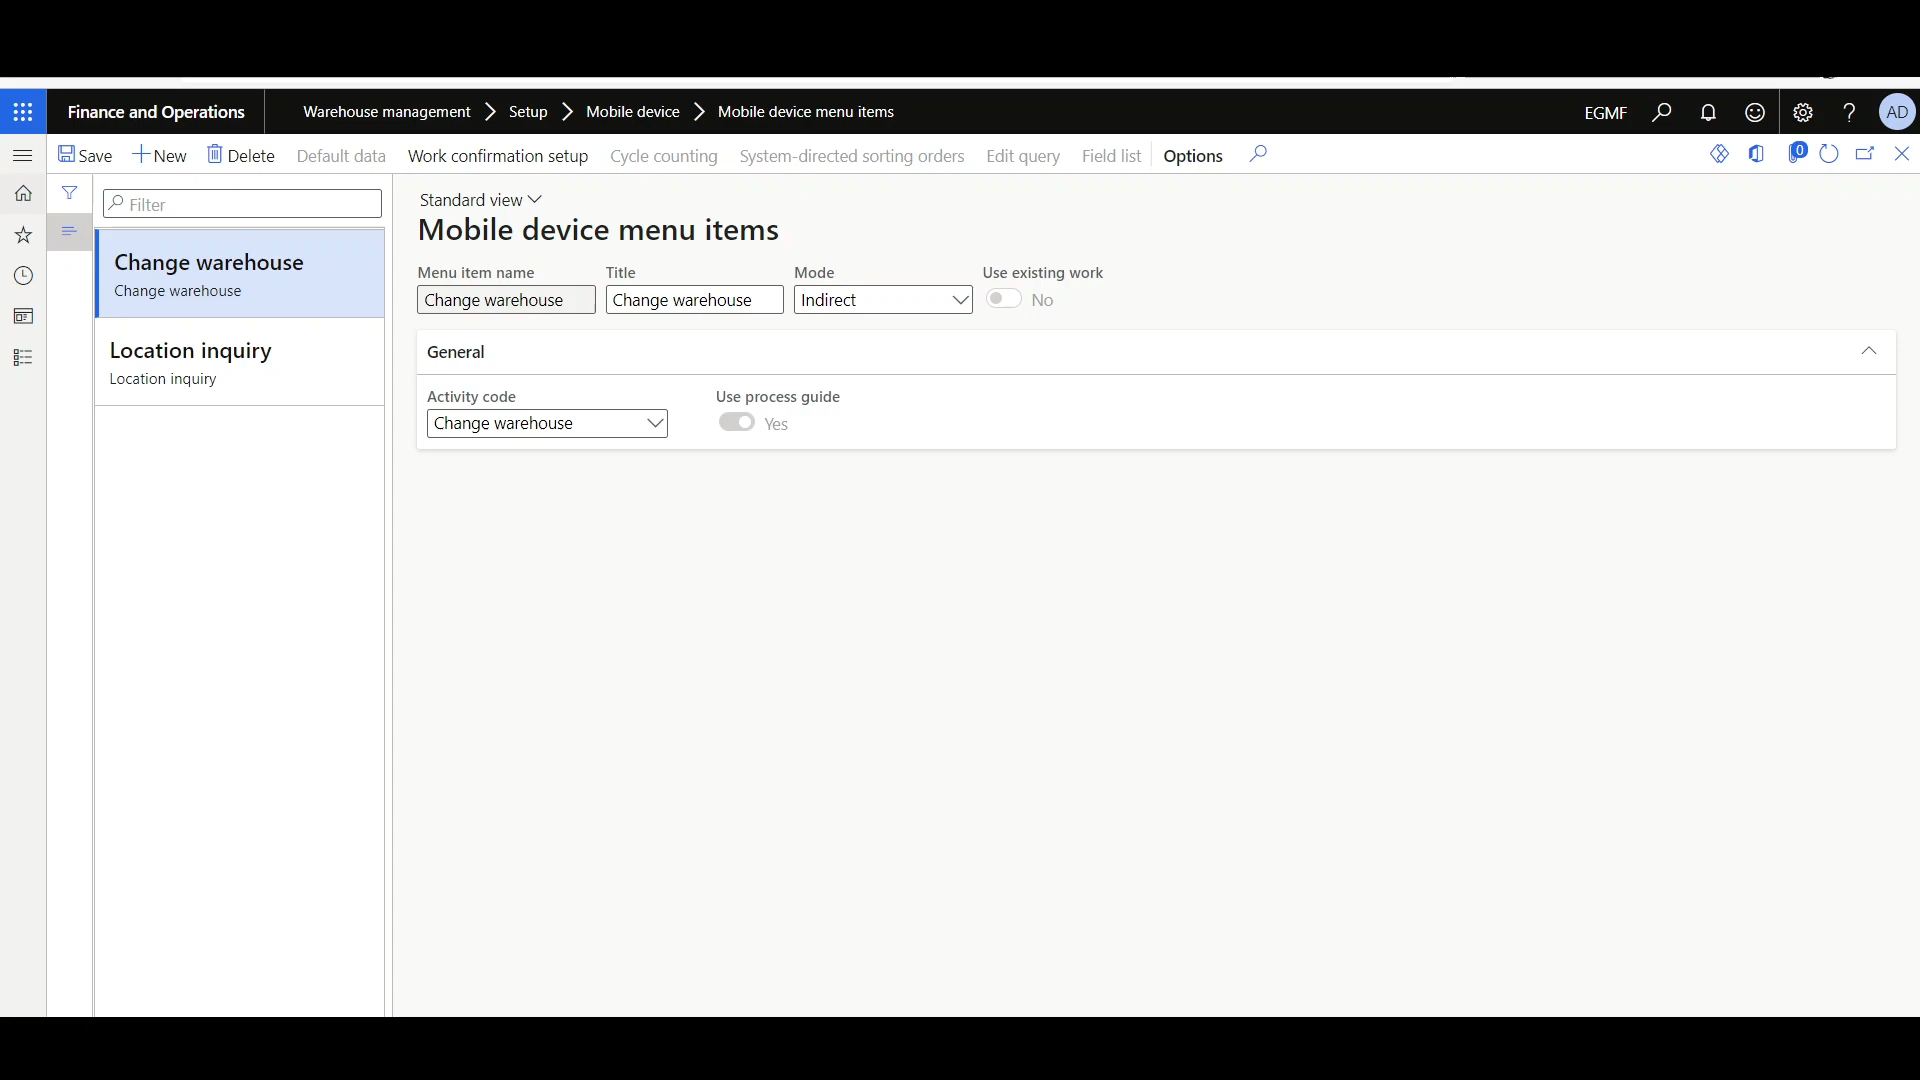 Finance and Operations
Warehouse management > Setup > Mobile device > Mobile device menu items
EGMF
AD
Save New Delete Default data Work confirmation setup Cycle counting System-directed sorting orders Edit query Field list Options
0
Filter
Change warehouse
Change warehouse
Location inquiry
Location inquiry
Standard view
Mobile device menu items
Menu item name Title Mode Use existing work
Change warehouse Change warehouse Indirect No
General
Activity code Use process guide
Change warehouse Yes